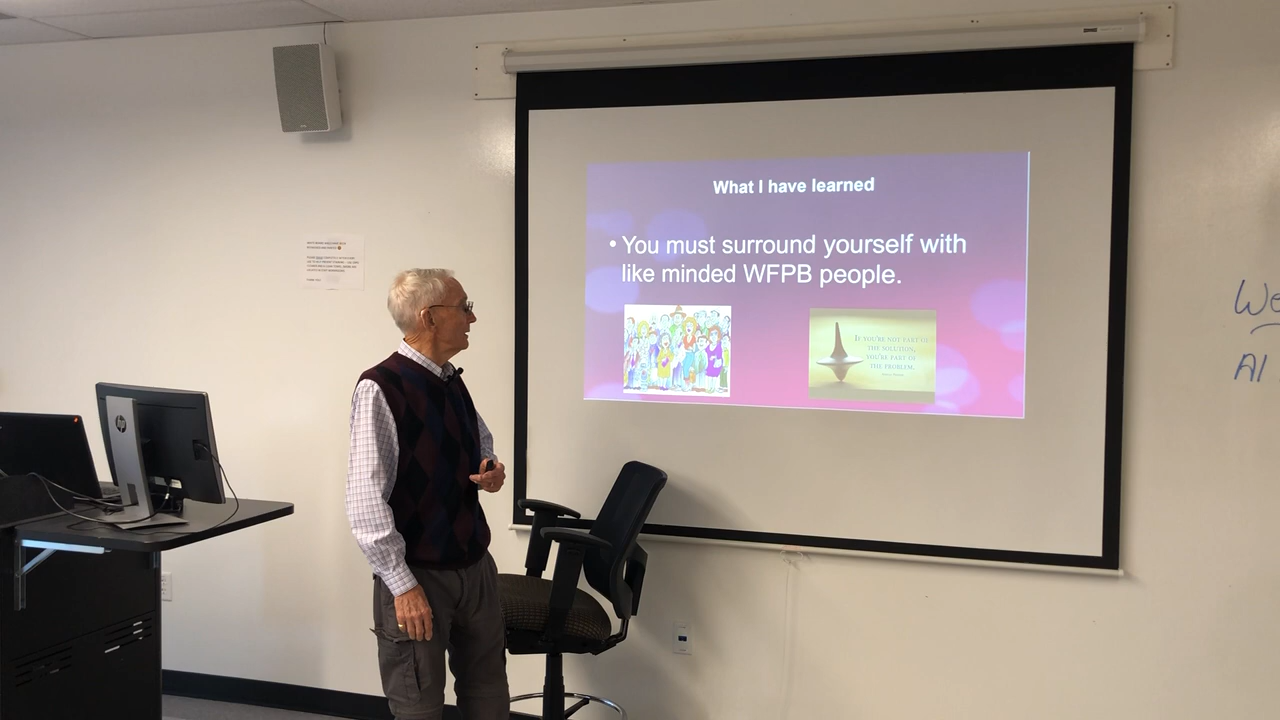 What I have learned
• You must surround yourself with
like minded WFPB people.
IF YOU'RE NOT PART OF
THE SOLUTION,
YOU'RE PART OF
THE PROBLEM.
We
AI
hp